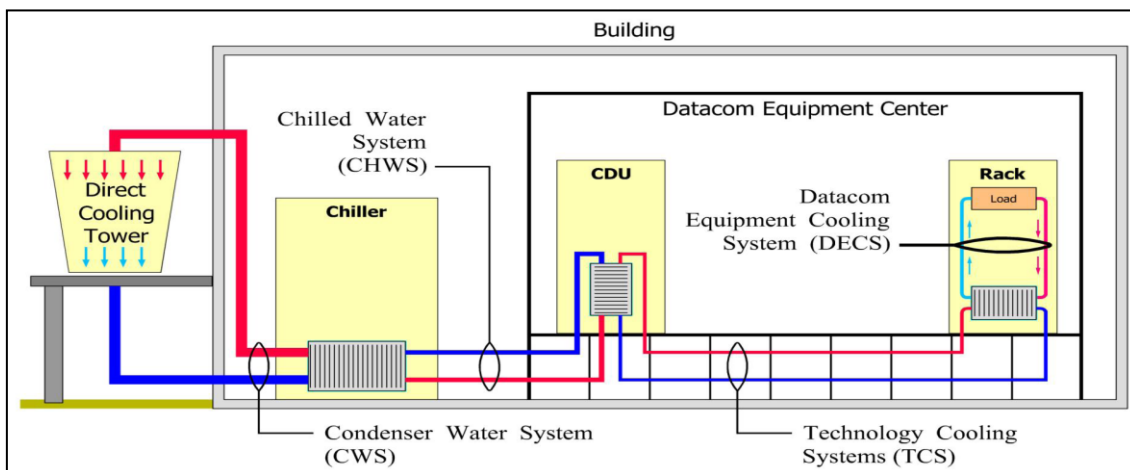 Building
Datacom Equipment Center
Chilled Water
System
(CHWS)
Direct
Cooling
Tower
Chiller
CDU
Rack
Load
Datacom
Equipment Cooling
System (DECS)
Condenser Water System
(CWS)
Technology Cooling
Systems (TCS)